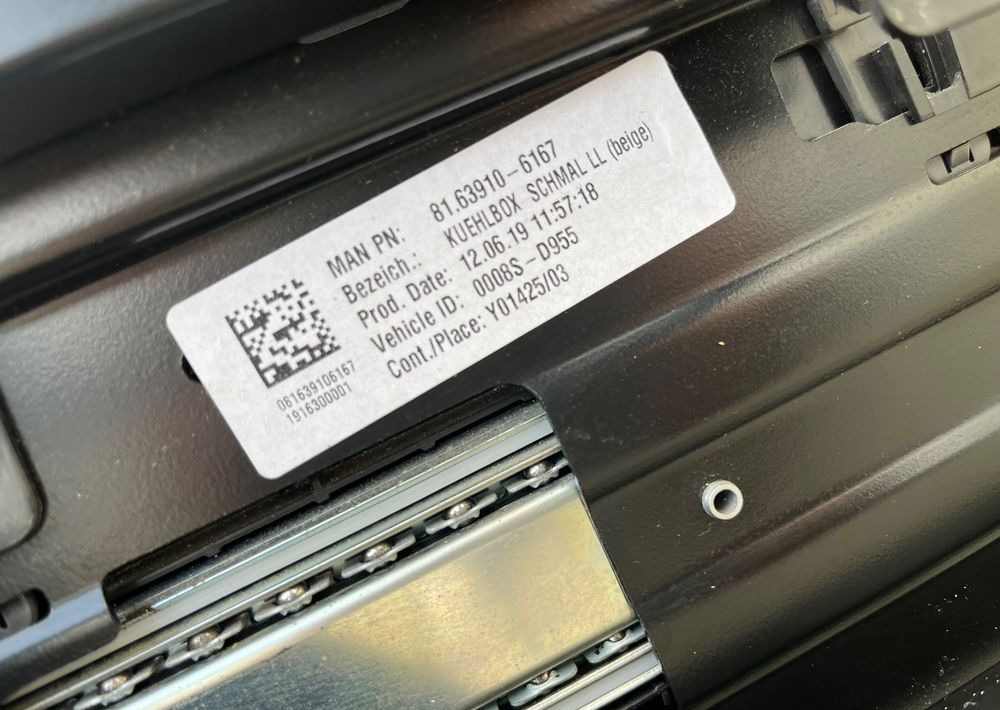 MAN PN: 81.63910-6167
Bezeich.: KUEHLBOX SCHMAL LL (beige)
Prod. Date: 12.06.19 11:57:18
Vehicle ID: 0008S-D955
Cont./Place: Y01425/03
081639106167
1916300001